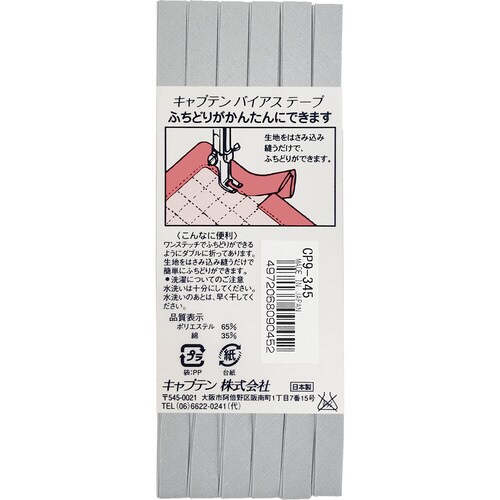 キャプテン バイアス テープ
ふちどりがかんたんにできます
生地をはさみ込み
縫うだけで、
ふちどりができます。
〈こんなに便利〉
ワンステッチでふちどりができる
ようにダブルに折ってあります。
生地をはさみ込み縫うだけで
簡単にふちどりができます。
●洗濯についてのご注意
水洗いは十分にしてください。
水洗いのあとは、早く干してく
ださい。
品質表示
ポリエステル 65%
綿 35%
プラ
袋:PP
紙
台紙
CP9-345
MADE IN JAPAN
4972068090452
キャプテン 株式会社
日本製
〒545-0021 大阪市阿倍野区阪南町1丁目7番15号
TEL (06)6622-0241(代)